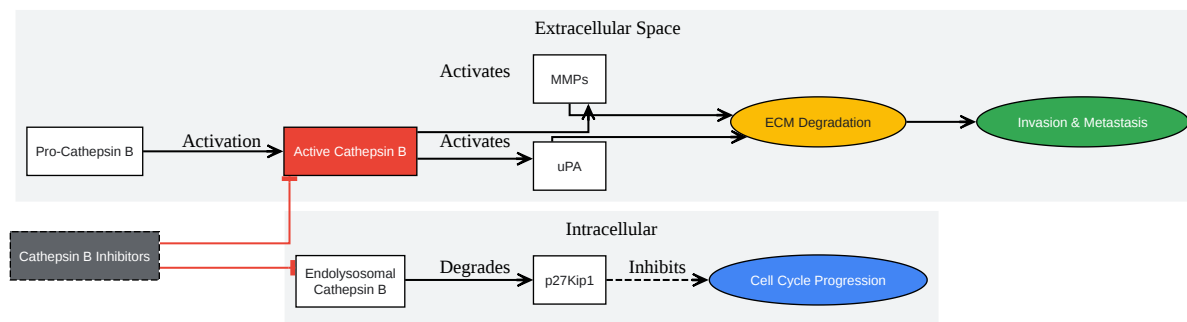 Extracellular Space
Activates
MMPs
ECM Degradation
Invasion & Metastasis
Pro-Cathepsin B
Activation
Active Cathepsin B
Activates
uPA
Intracellular
Cathepsin B Inhibitors
Endolysosomal
Cathepsin B
Degrades
p27Kip1
Inhibits
Cell Cycle Progression